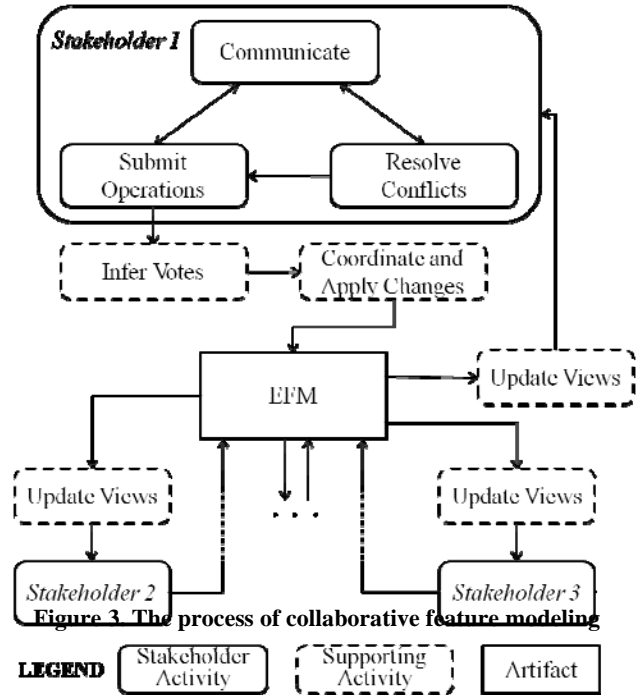 Stakeholder 1
Communicate
Submit
Operations
Resolve
Conflicts
Infer Votes
Coordinate and
Apply Changes
EFM
Update Views
Update Views
Update Views
. . .
Stakeholder 2
Stakeholder 3
Figure 3. The process of collaborative feature modeling
LEGEND
Stakeholder
Activity
Supporting
Activity
Artifact